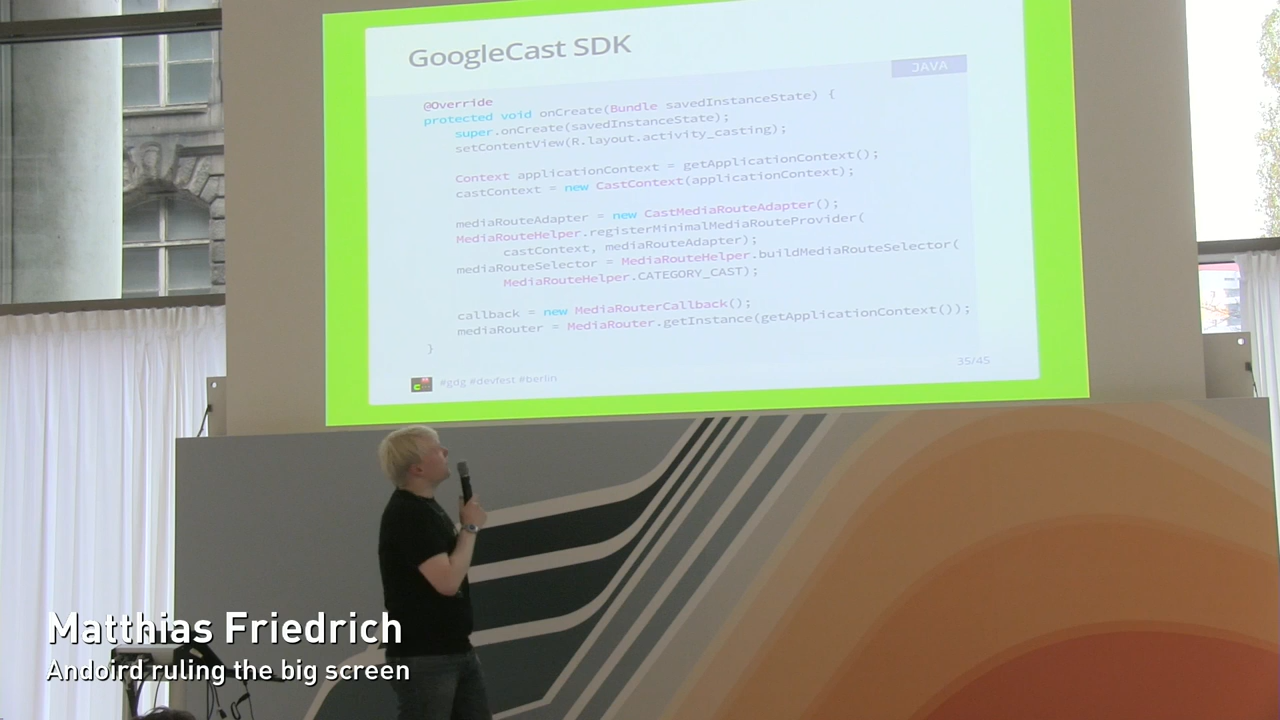 GoogleCast SDK
JAVA
@Override
protected void onCreate(Bundle savedInstanceState) {
super.onCreate(savedInstanceState);
setContentView(R.layout.activity_casting);
Context applicationContext = getApplicationContext();
castContext = new CastContext(applicationContext);
mediaRouteAdapter = new CastMediaRouteAdapter();
MediaRouteHelper.registerMinimalMediaRouteProvider(
castContext, mediaRouteAdapter);
mediaRouteSelector = MediaRouteHelper.buildMediaRouteSelector(
MediaRouteHelper.CATEGORY_CAST);
callback = new MediaRouterCallback();
mediaRouter = MediaRouter.getInstance(getApplicationContext());
}
#gdg #devfest #berlin
35/45
Matthias Friedrich
Andoird ruling the big screen